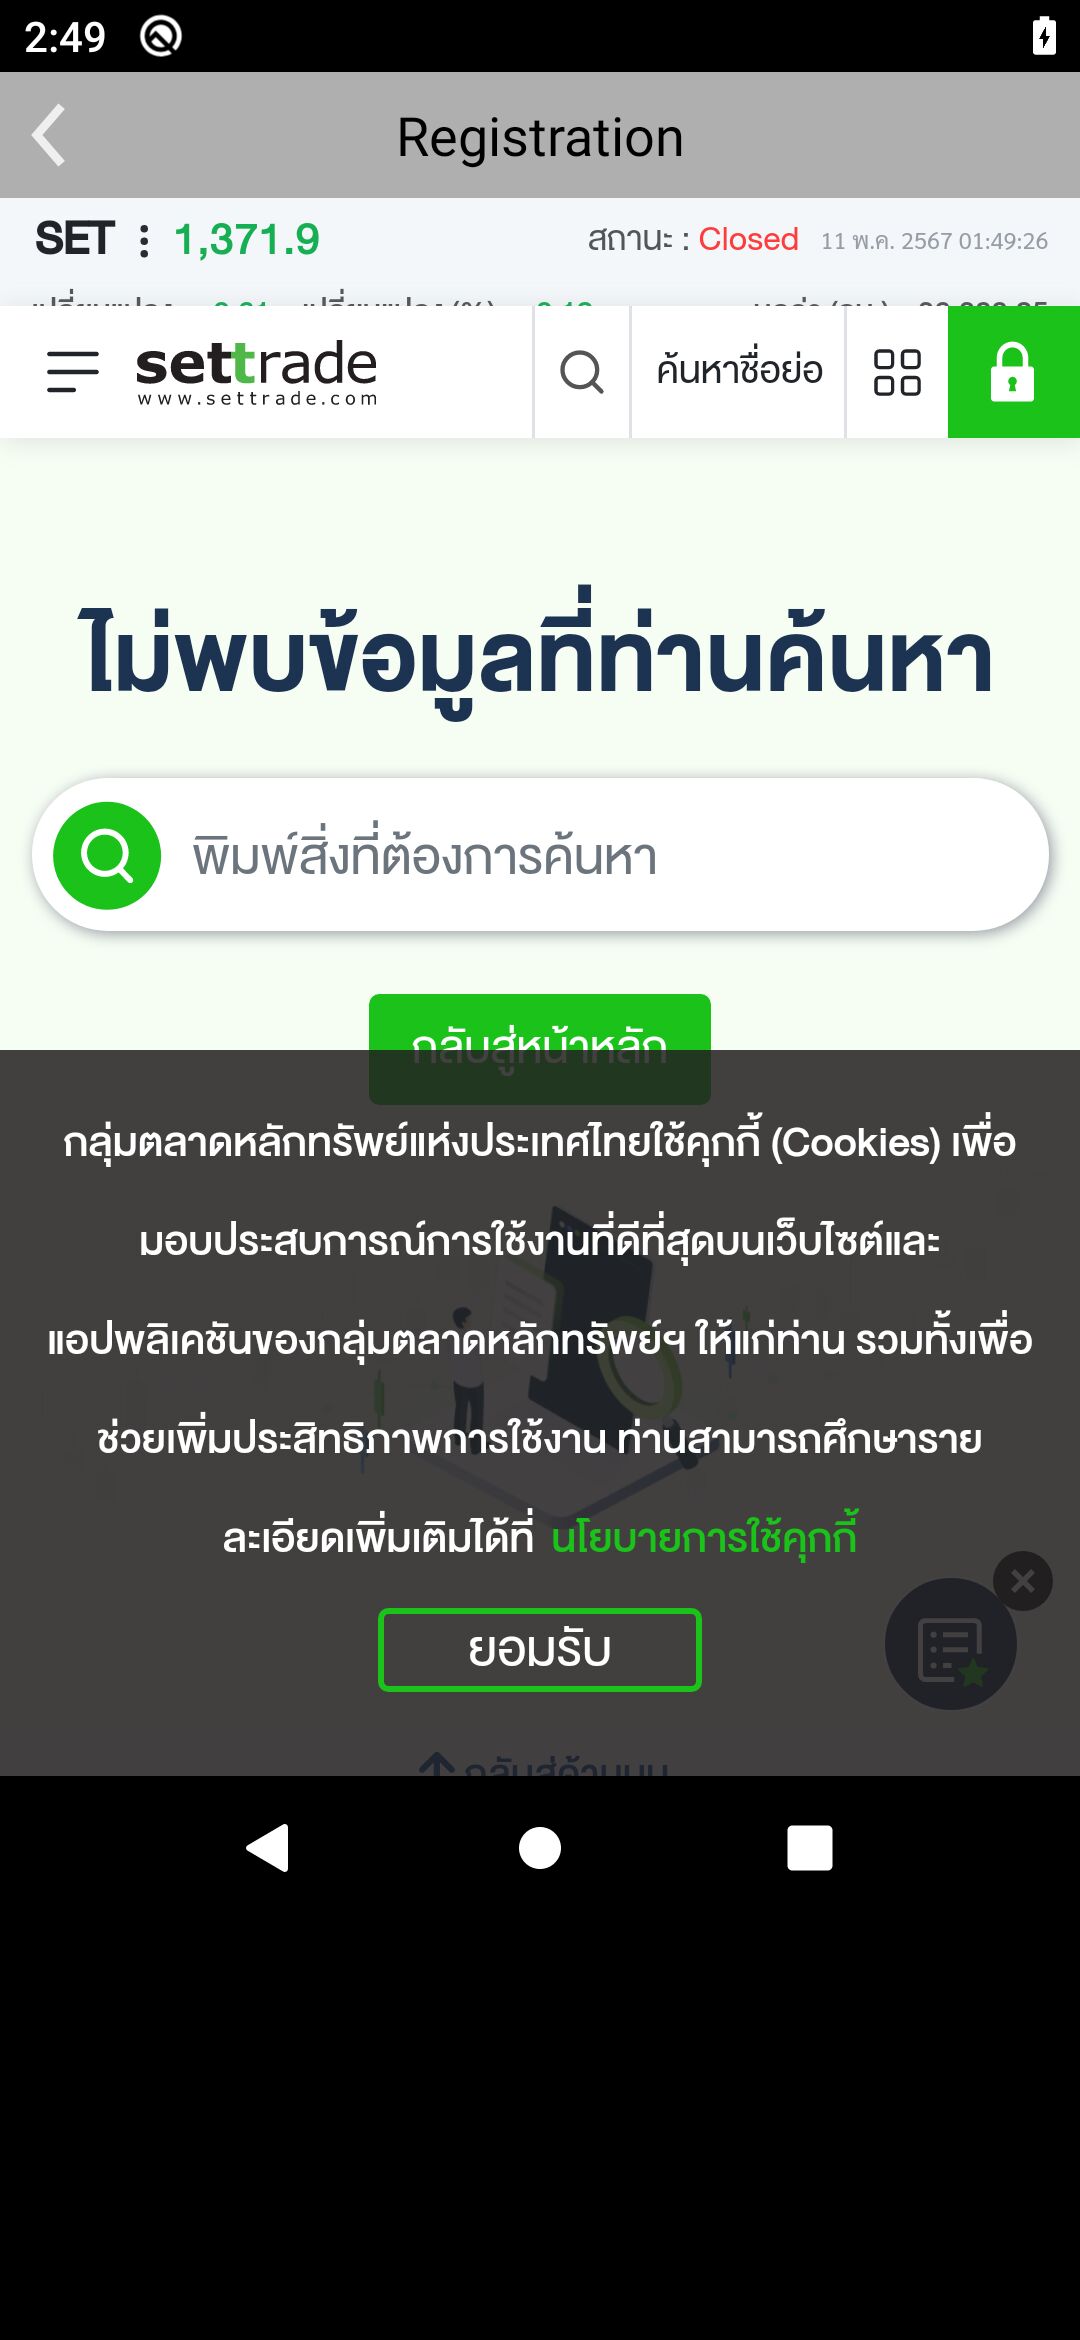 2:49
Registration
SET
1,371.9
สถานะ : Closed 11 พ.ค. 2567 01:49:26
settrade
www.settrade.com
ค้นหาชื่อย่อ
ไม่พบข้อมูลที่ท่านค้นหา
พิมพ์สิ่งที่ต้องการค้นหา
กลับสู่หน้าหลัก
กลุ่มตลาดหลักทรัพย์แห่งประเทศไทยใช้คุกกี้ (Cookies) เพื่อ
มอบประสบการณ์การใช้งานที่ดีที่สุดบนเว็บไซต์และ
แอปพลิเคชันของกลุ่มตลาดหลักทรัพย์ฯ ให้แก่ท่าน รวมทั้งเพื่อ
ช่วยเพิ่มประสิทธิภาพการใช้งาน ท่านสามารถศึกษาราย
ละเอียดเพิ่มเติมได้ที่ นโยบายการใช้คุกกี้
ยอมรับ
กลับสู่ด้านบน